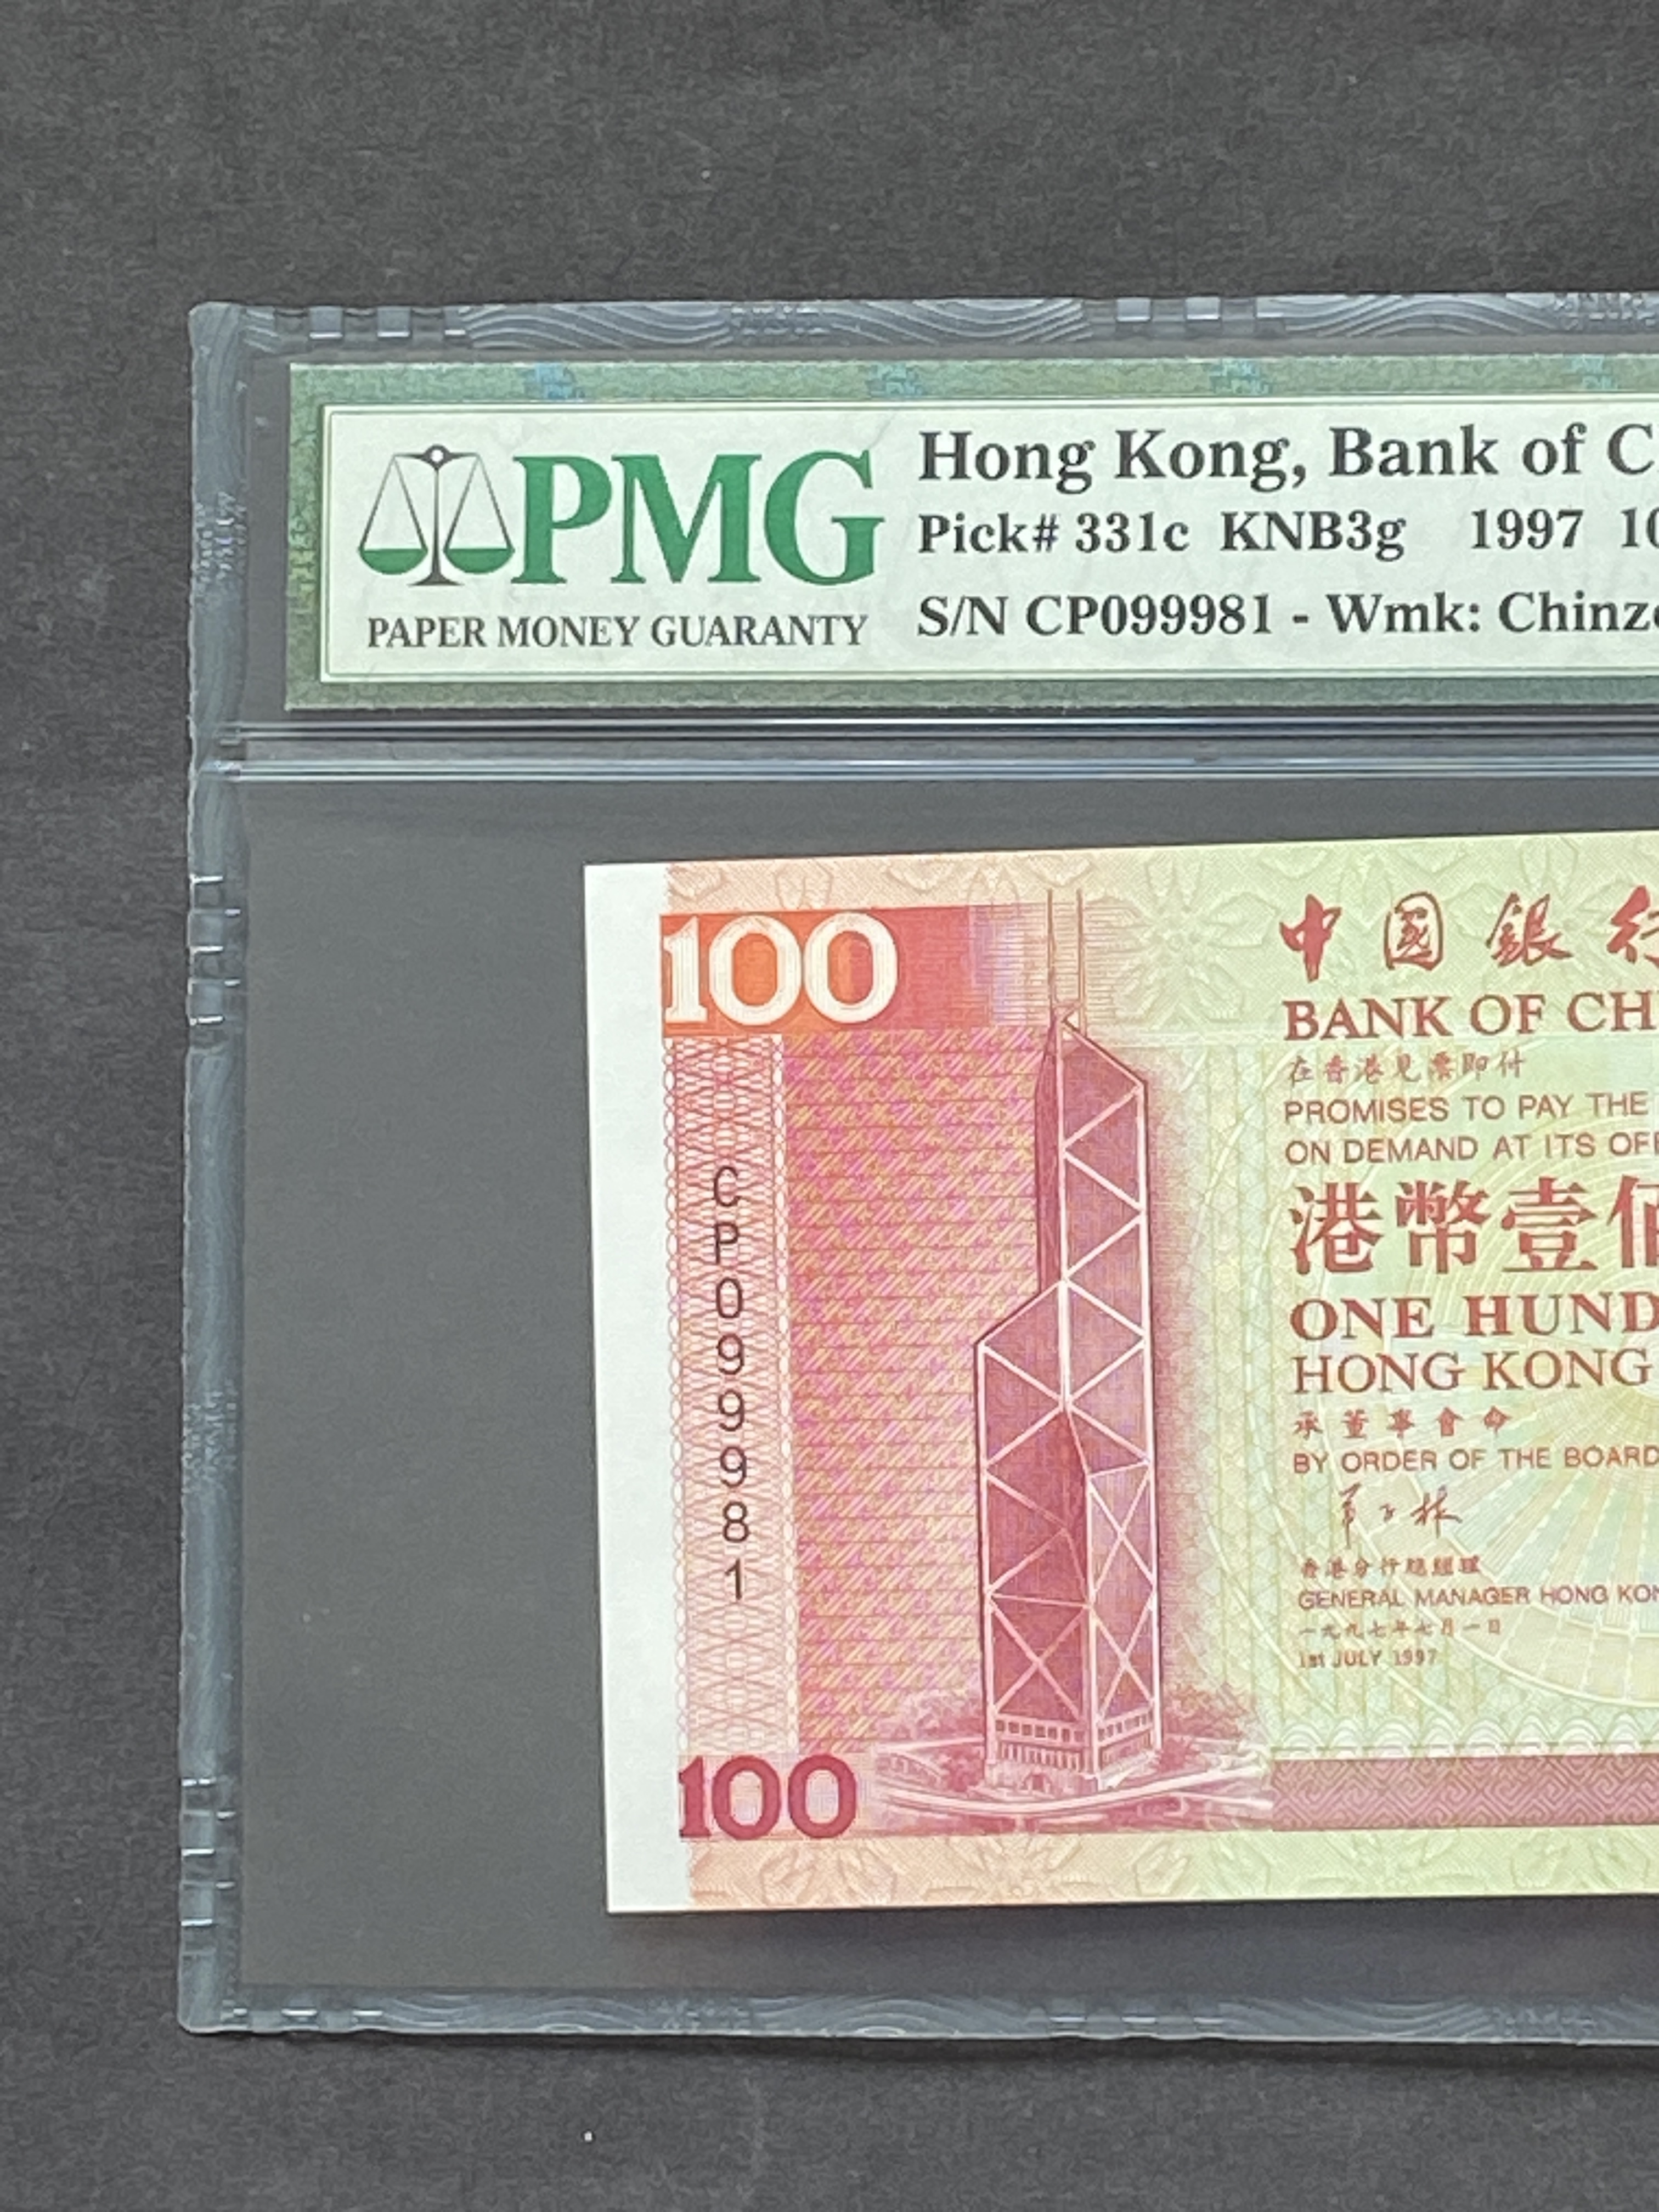 PMG
PAPER MONEY GUARANTY
Hong Kong, Bank of C
Pick# 331c KNB3g 1997 10
S/N CP099981 - Wmk: Chinze
100
中國銀行
BANK OF CH
在香港見票即付
PROMISES TO PAY THE
ON DEMAND AT ITS OF
港幣壹佰
ONE HUND
HONG KONG
承董事會命
BY ORDER OF THE BOARD
香港分行總經理
GENERAL MANAGER HONG KON
一九九七年七月一日
1st JULY 1997
CP099981
100